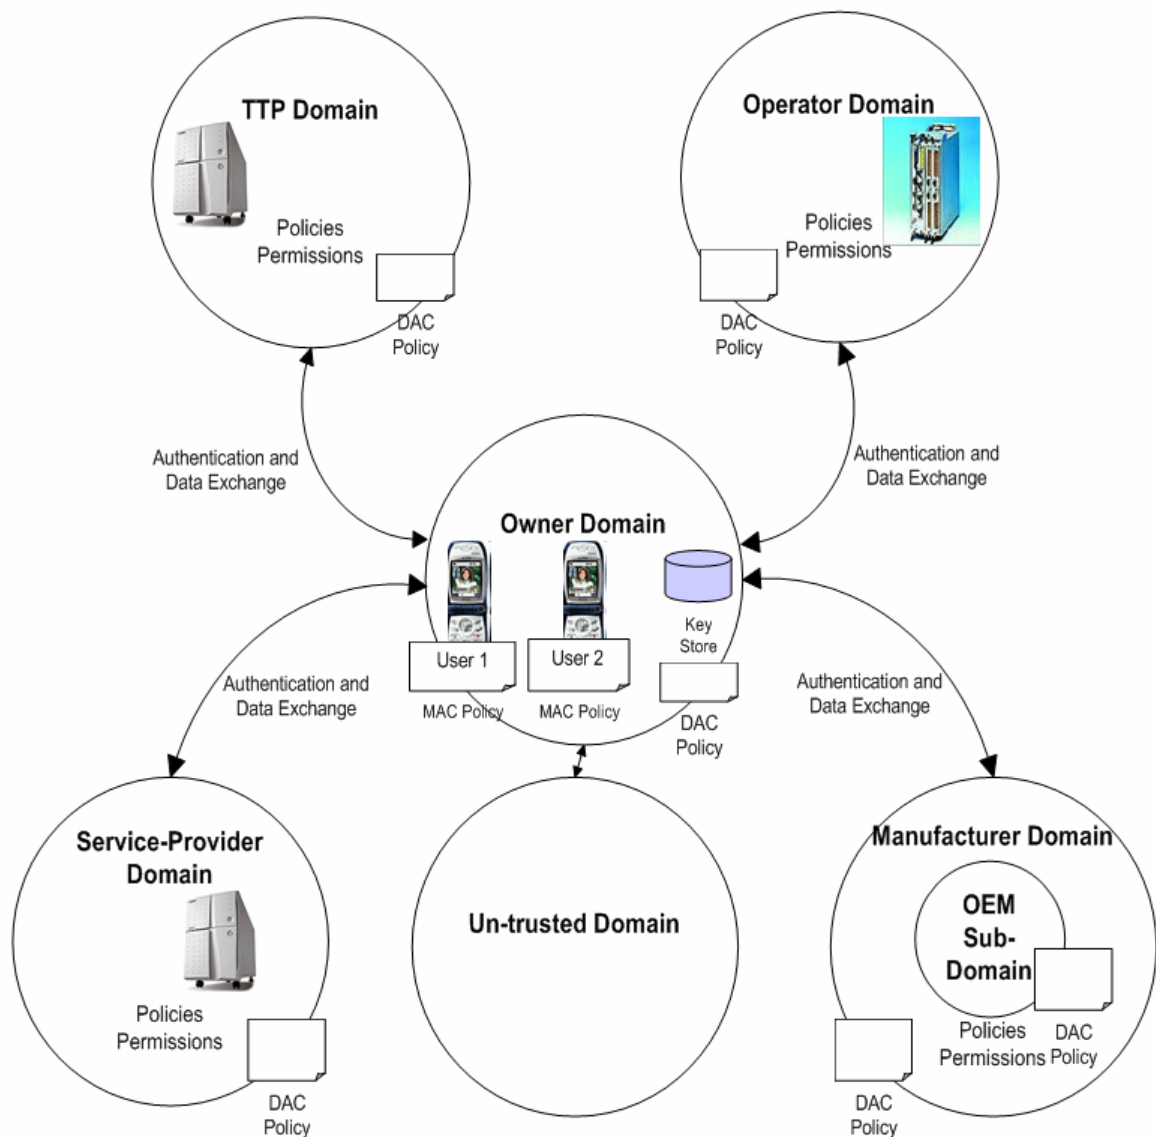 TTP Domain
Policies
Permissions
DAC
Policy
Operator Domain
Policies
Permissions
DAC
Policy
Authentication and
Data Exchange
Authentication and
Data Exchange
Owner Domain
User 1
MAC Policy
User 2
MAC Policy
Key
Store
DAC
Policy
Authentication and
Data Exchange
Authentication and
Data Exchange
Service-Provider
Domain
Policies
Permissions
DAC
Policy
Un-trusted Domain
Manufacturer Domain
OEM
Sub-
Domain
Policies
Permissions
DAC
Policy
DAC
Policy